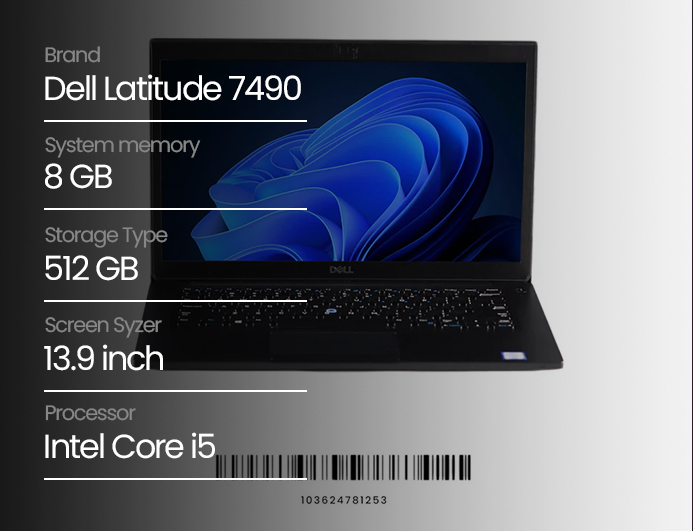 Brand
Dell Latitude 7490
System memory
8 GB
Storage Type
512 GB
DELL
Screen Syzer
13.9 inch
Processor
Intel Core i5
103624781253